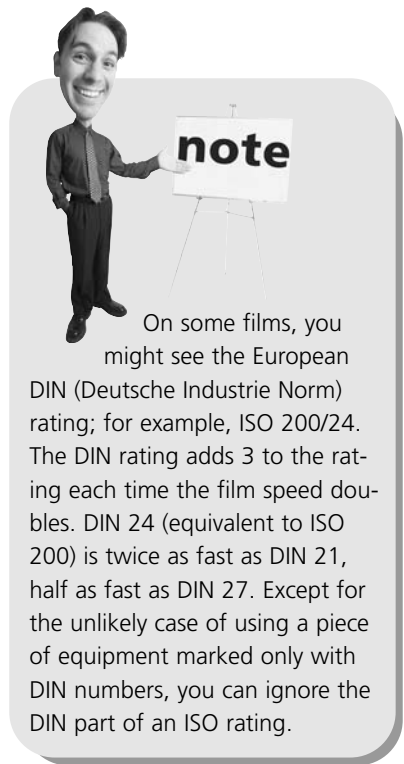 note
On some films, you
might see the European
DIN (Deutsche Industrie Norm)
rating; for example, ISO 200/24.
The DIN rating adds 3 to the rat-
ing each time the film speed dou-
bles. DIN 24 (equivalent to ISO
200) is twice as fast as DIN 21,
half as fast as DIN 27. Except for
the unlikely case of using a piece
of equipment marked only with
DIN numbers, you can ignore the
DIN part of an ISO rating.